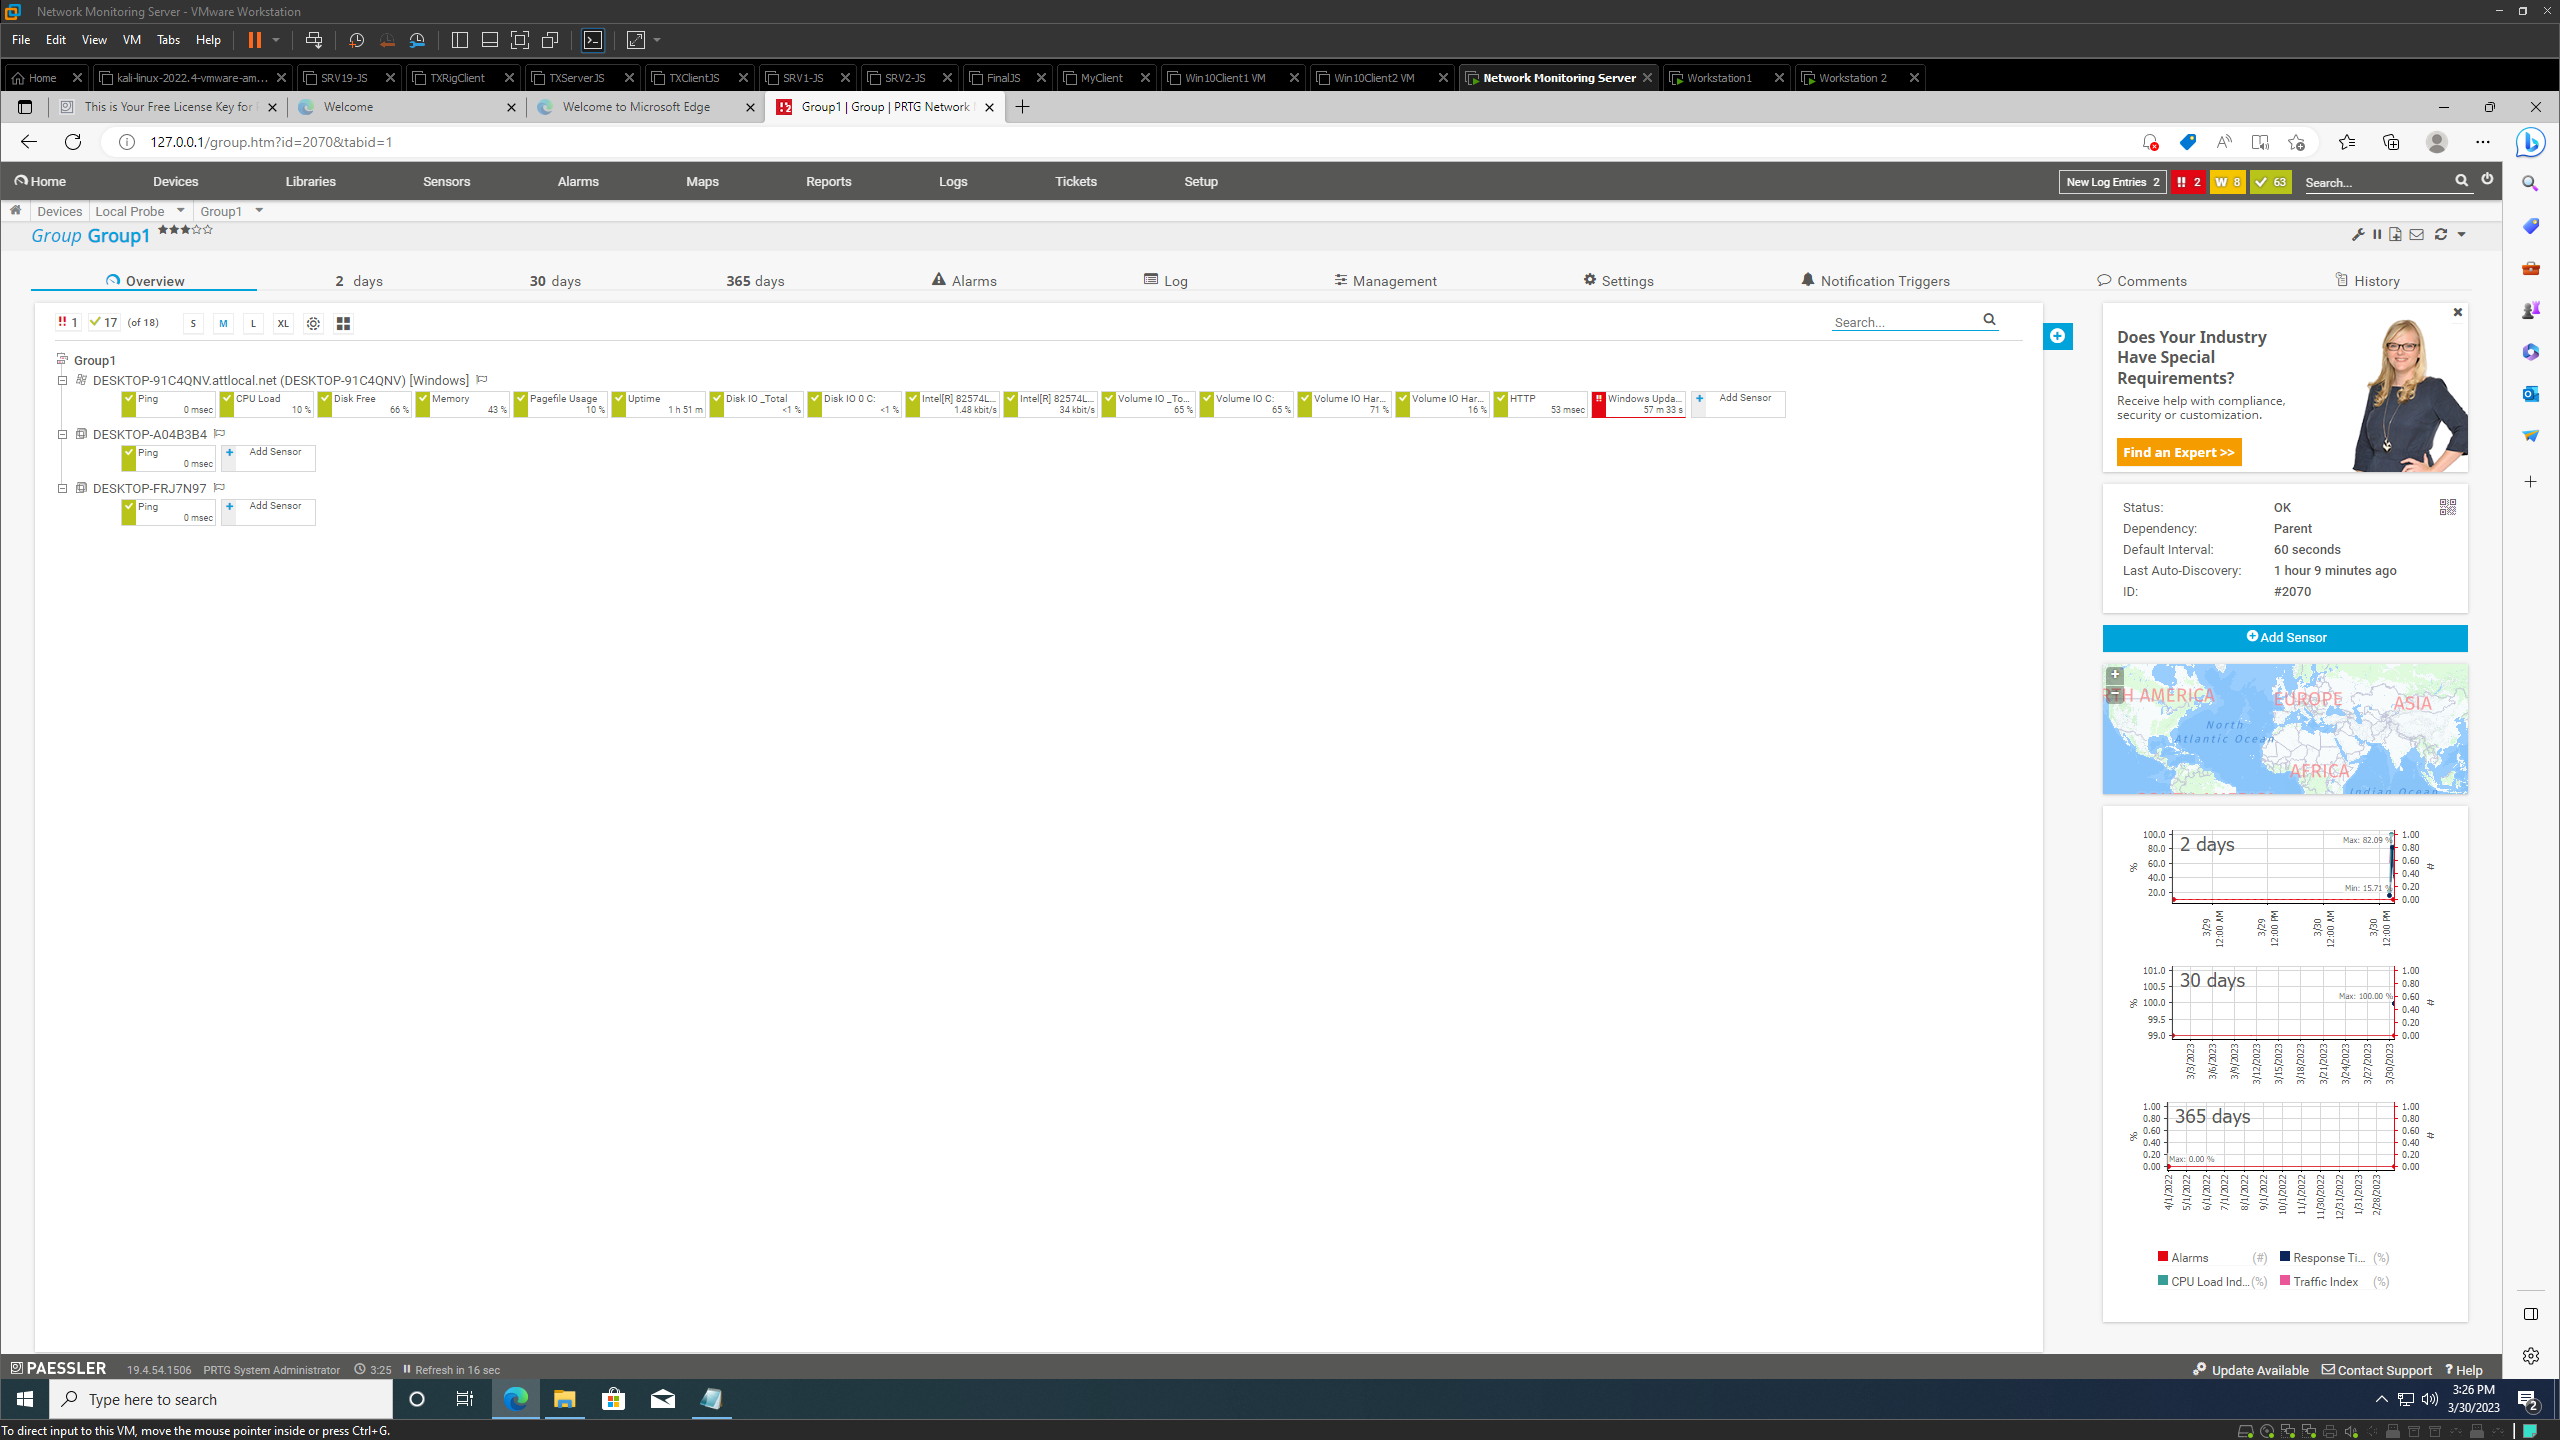 Network Monitoring Server - VMware Workstation
File Edit View VM Tabs Help
Home kali-linux-2022.4-vmware-am... SRV19-JS TXRigClient TXServerJS TXClientJS SRV1-JS SRV2-JS FinalJS MyClient Win10Client1 VM Win10Client2 VM Network Monitoring Server Workstation1 Workstation 2
This is Your Free License Key for Welcome Welcome to Microsoft Edge Group1 | Group | PRTG Network
127.0.0.1/group.htm?id=2070&tabid=1
Home Devices Libraries Sensors Alarms Maps Reports Logs Tickets Setup New Log Entries 2 !! 2 W 8 63 Search...
Devices Local Probe Group1
Group Group1
Overview 2 days 30 days 365 days Alarms Log Management Settings Notification Triggers Comments History
!! 1 17 (of 18) S M L XL Search...
Group1
DESKTOP-91C4QNV.attlocal.net (DESKTOP-91C4QNV) [Windows]
Ping CPU Load Disk Free Memory Pagefile Usage Uptime Disk IO _Total Disk IO 0 C: Intel[R] 82574L... Intel[R] 82574L... Volume IO _To... Volume IO C: Volume IO Har... Volume IO Har... HTTP Windows Upda... Add Sensor
0 msec 10 % 66 % 43 % 10 % 1 h 51 m <1 % <1 % 1.48 kbit/s 34 kbit/s 65 % 65 % 71 % 16 % 53 msec 57 m 33 s
DESKTOP-A04B3B4
Ping Add Sensor
0 msec
DESKTOP-FRJ7N97
Ping Add Sensor
0 msec
Does Your Industry
Have Special
Requirements?
Receive help with compliance,
security or customization.
Find an Expert >>
Status: OK
Dependency: Parent
Default Interval: 60 seconds
Last Auto-Discovery: 1 hour 9 minutes ago
ID: #2070
Add Sensor
+
-
RTH AMERICA EUROPE ASIA
North
Atlantic Ocean
AFRICA
Indian Ocean
2 days
100.0 80.0 60.0 40.0 20.0
%
Max: 82.09 %
Min: 15.71 %
1.00 0.80 0.60 0.40 0.20 0.00
#
3/29 12:00 AM 3/29 12:00 PM 3/30 12:00 AM 3/30 12:00 PM
30 days
101.0 100.5 100.0 99.5 99.0
%
Max: 100.00 %
1.00 0.80 0.60 0.40 0.20 0.00
#
3/3/2023 3/6/2023 3/9/2023 3/12/2023 3/15/2023 3/18/2023 3/21/2023 3/24/2023 3/27/2023 3/30/2023
365 days
1.00 0.80 0.60 0.40 0.20 0.00
%
Max: 0.00 %
1.00 0.80 0.60 0.40 0.20 0.00
#
4/1/2022 5/1/2022 6/1/2022 7/1/2022 8/1/2022 9/1/2022 10/1/2022 11/1/2022 11/30/2022 12/31/2022 1/31/2023 2/28/2023
Alarms (#) Response Ti... (%)
CPU Load Ind... (%) Traffic Index (%)
PAESSLER 19.4.54.1506 PRTG System Administrator 3:25 Refresh in 16 sec Update Available Contact Support ? Help
Type here to search
3:26 PM
3/30/2023
2
To direct input to this VM, move the mouse pointer inside or press Ctrl+G.